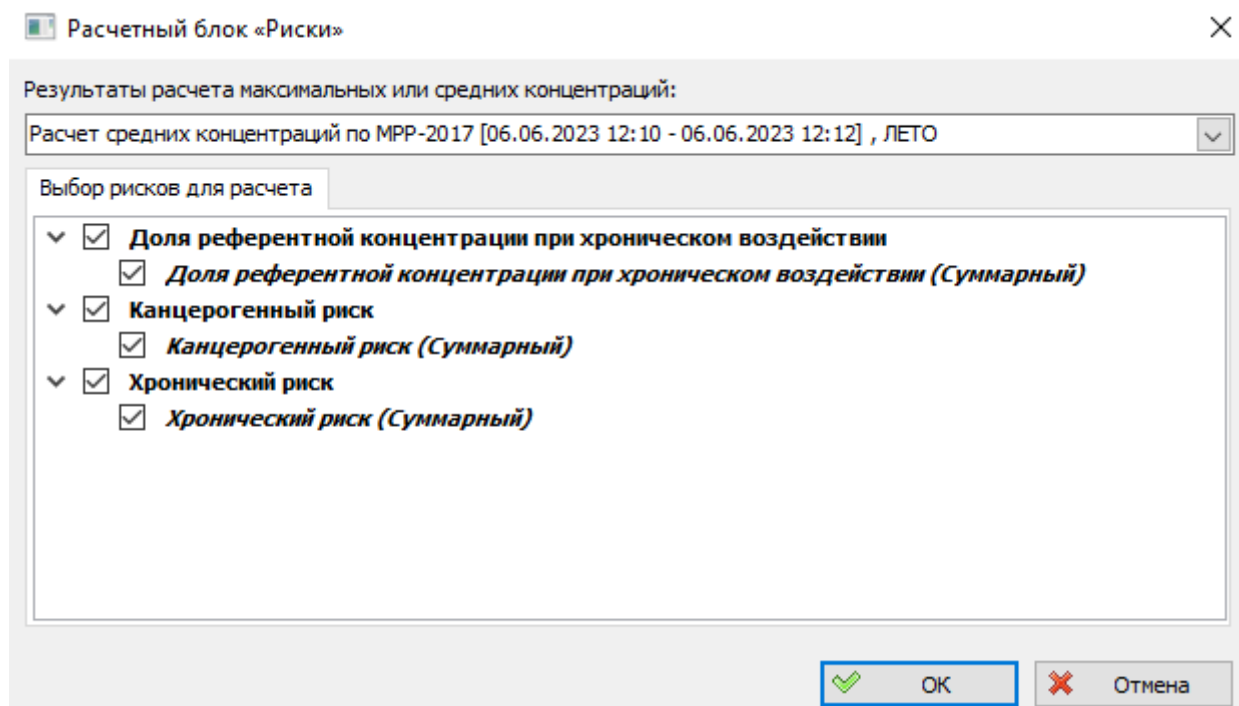 Расчетный блок «Риски»
Результаты расчета максимальных или средних концентраций:
Расчет средних концентраций по МРР-2017 [06.06.2023 12:10 - 06.06.2023 12:12] , ЛЕТО
Выбор рисков для расчета
Доля референтной концентрации при хроническом воздействии
Доля референтной концентрации при хроническом воздействии (Суммарный)
Канцерогенный риск
Канцерогенный риск (Суммарный)
Хронический риск
Хронический риск (Суммарный)
ОК Отмена